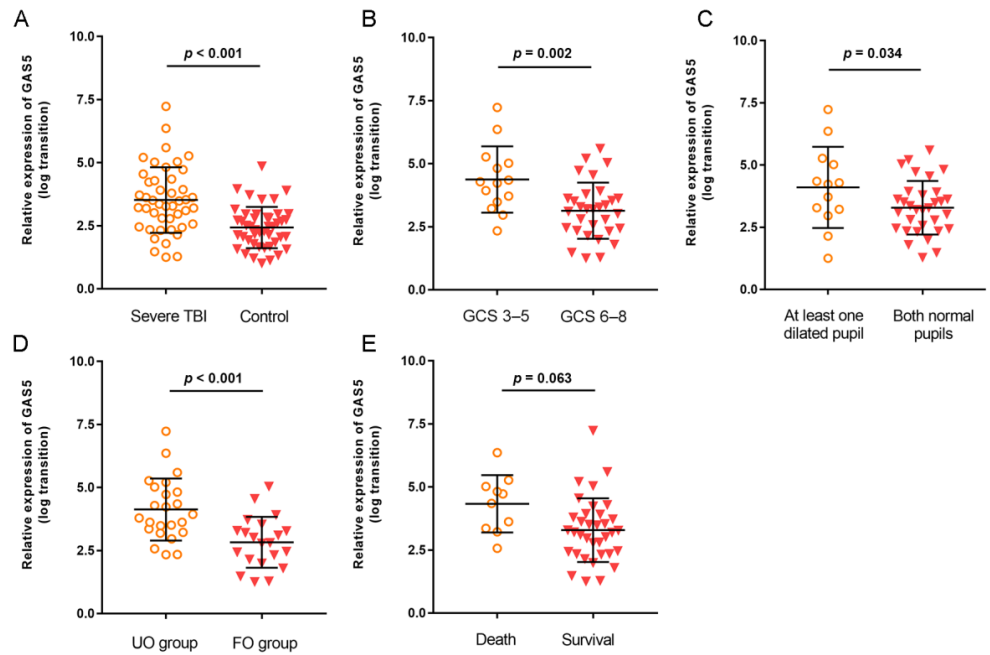 A
Relative expression of GAS5
(log transition)
10.0
7.5
5.0
2.5
0.0
p < 0.001
Severe TBI
Control
B
Relative expression of GAS5
(log transition)
10.0
7.5
5.0
2.5
0.0
p = 0.002
GCS 3–5
GCS 6–8
C
Relative expression of GAS5
(log transition)
10.0
7.5
5.0
2.5
0.0
p = 0.034
At least one
dilated pupil
Both normal
pupils
D
Relative expression of GAS5
(log transition)
10.0
7.5
5.0
2.5
0.0
p < 0.001
UO group
FO group
E
Relative expression of GAS5
(log transition)
10.0
7.5
5.0
2.5
0.0
p = 0.063
Death
Survival